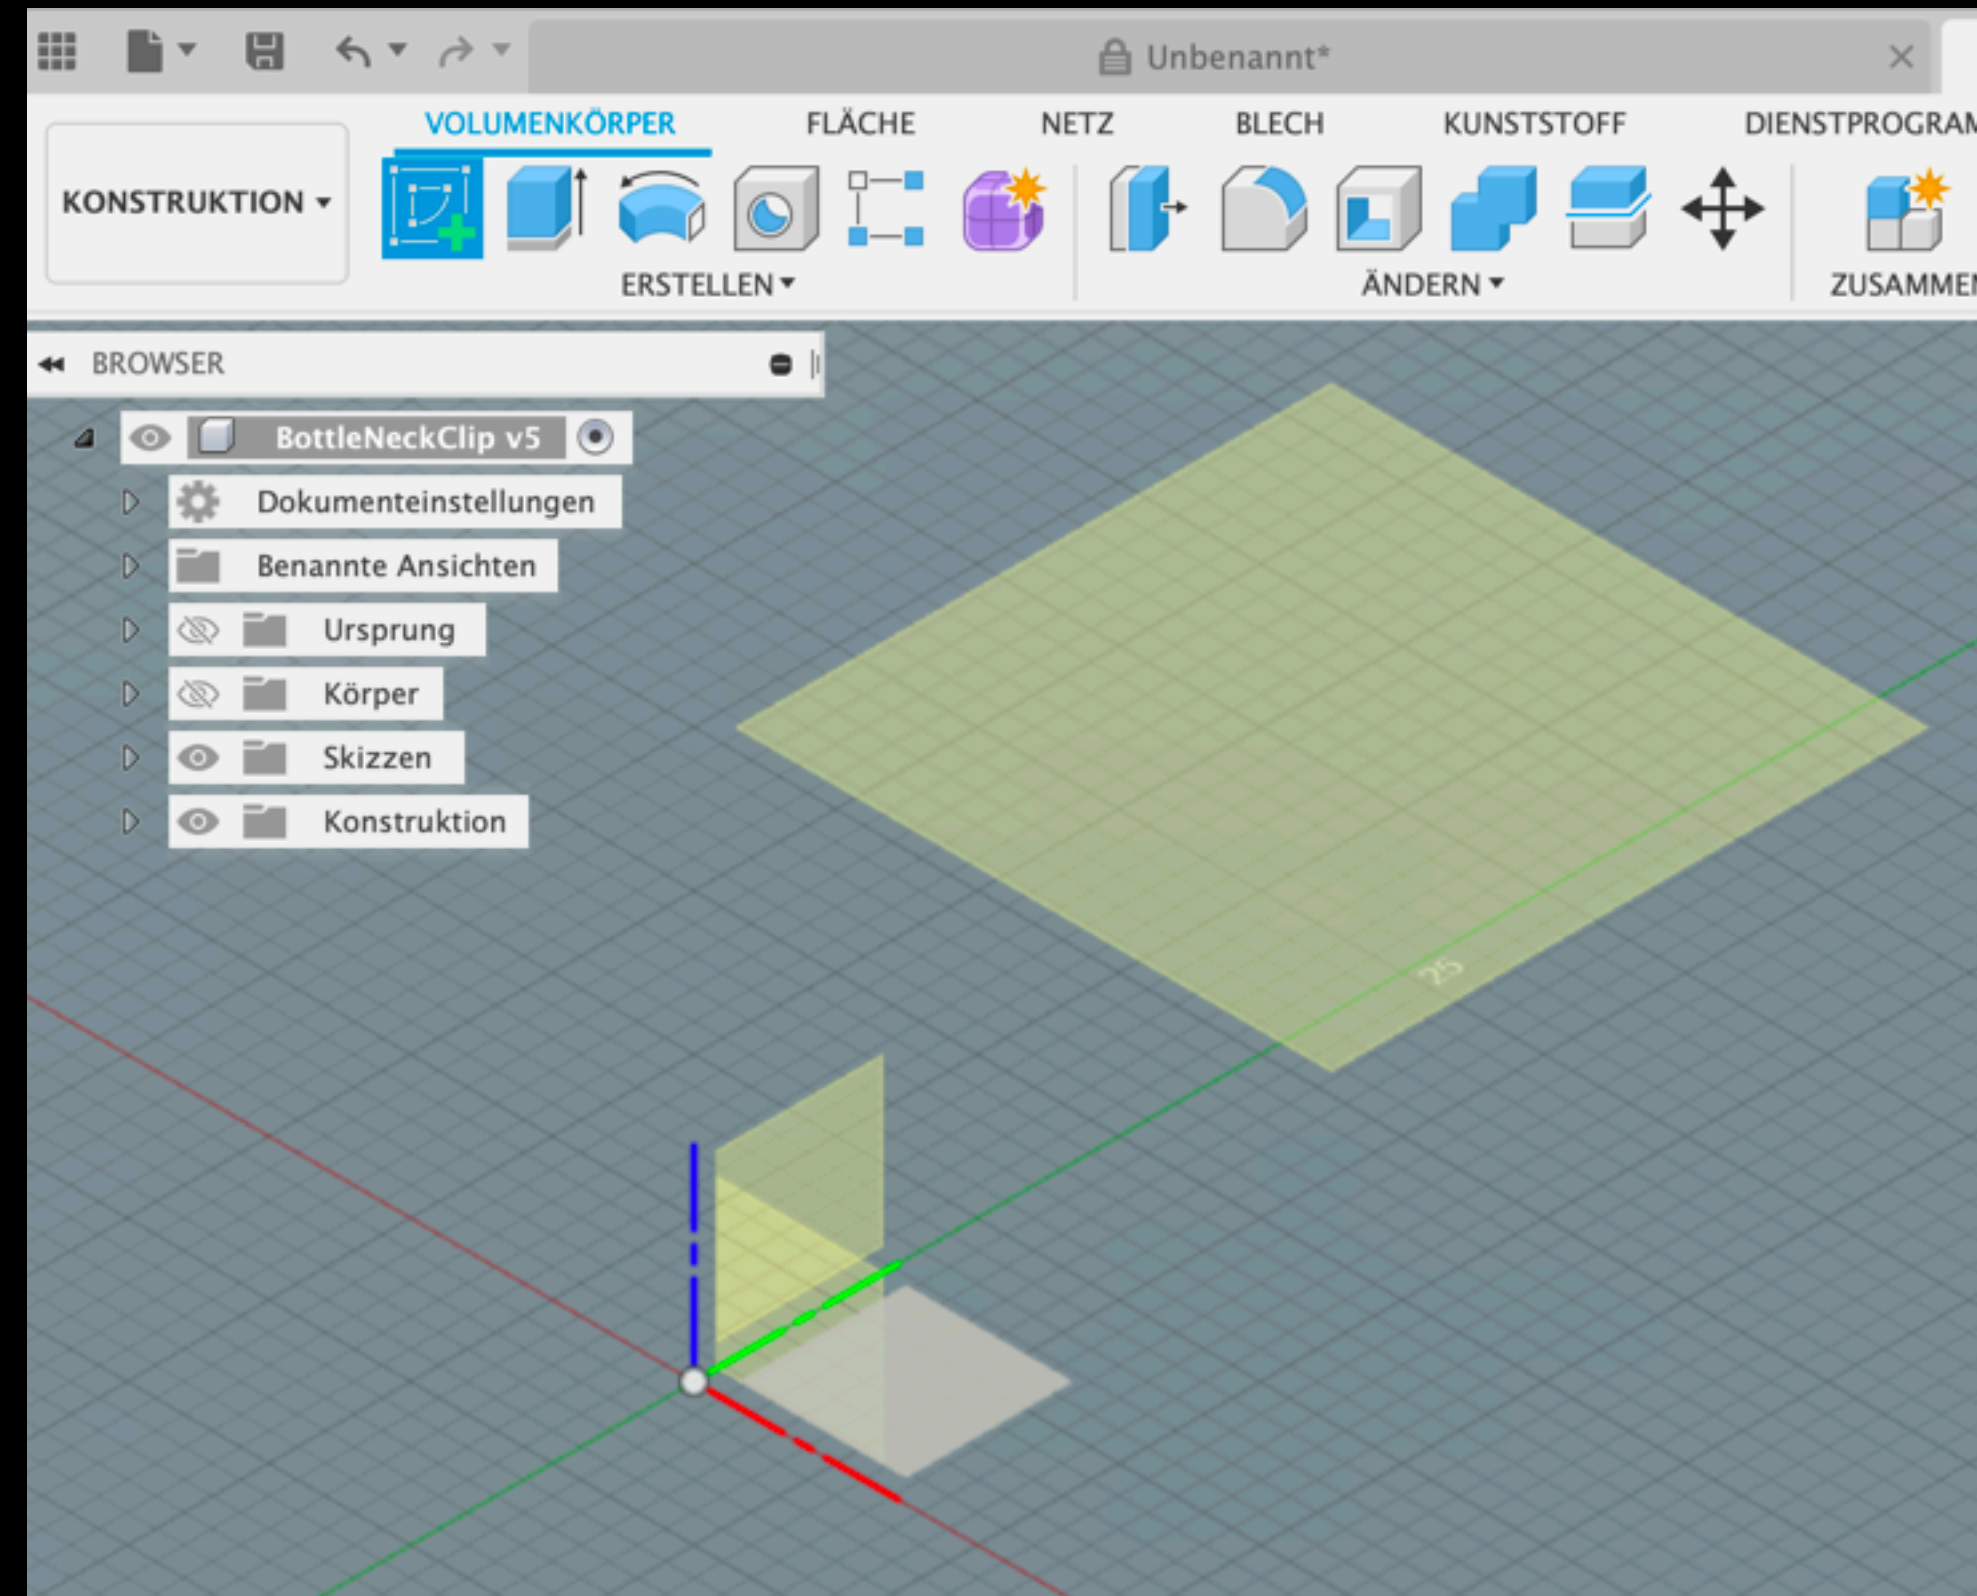 Unbenannt*
VOLUMENKÖRPER FLÄCHE NETZ BLECH KUNSTSTOFF DIENSTPROGRAM
KONSTRUKTION
ERSTELLEN ÄNDERN ZUSAMMEN
BROWSER
BottleNeckClip v5
Dokumenteinstellungen
Benannte Ansichten
Ursprung
Körper
Skizzen
Konstruktion
25